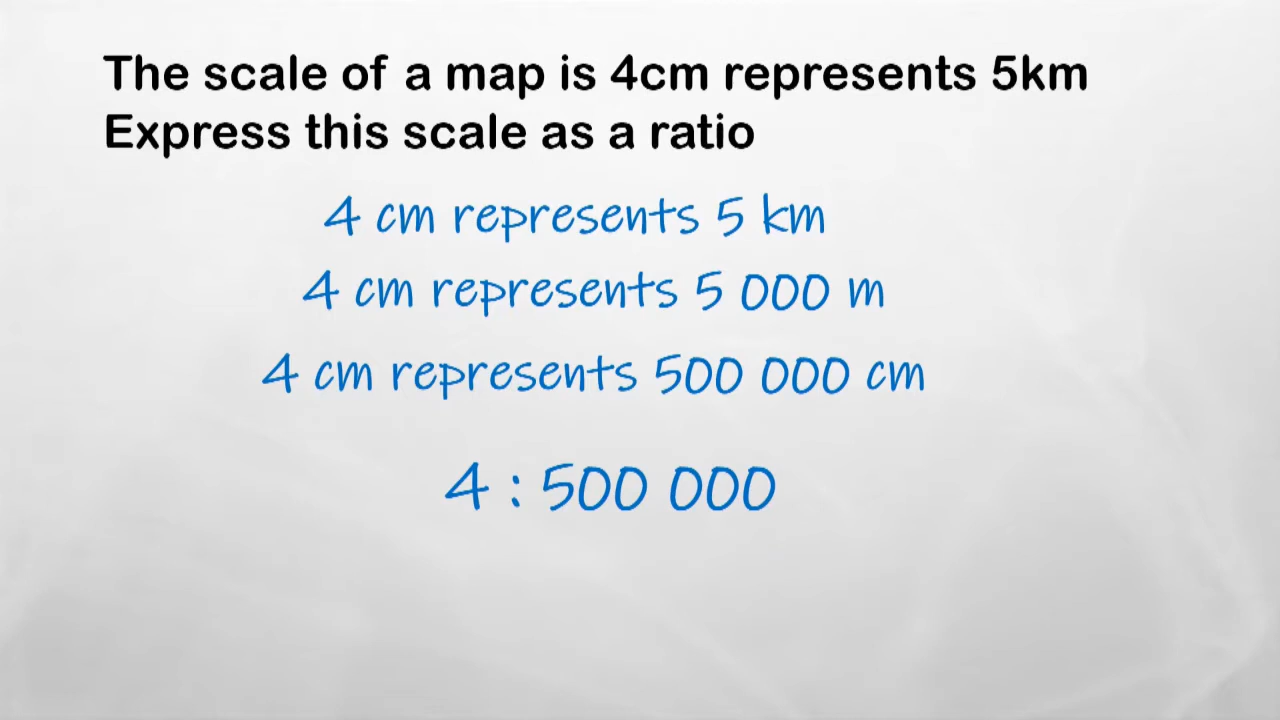 The scale of a map is 4cm represents 5km
Express this scale as a ratio
4 cm represents 5 km
4 cm represents 5 000 m
4 cm represents 500 000 cm
4 : 500 000